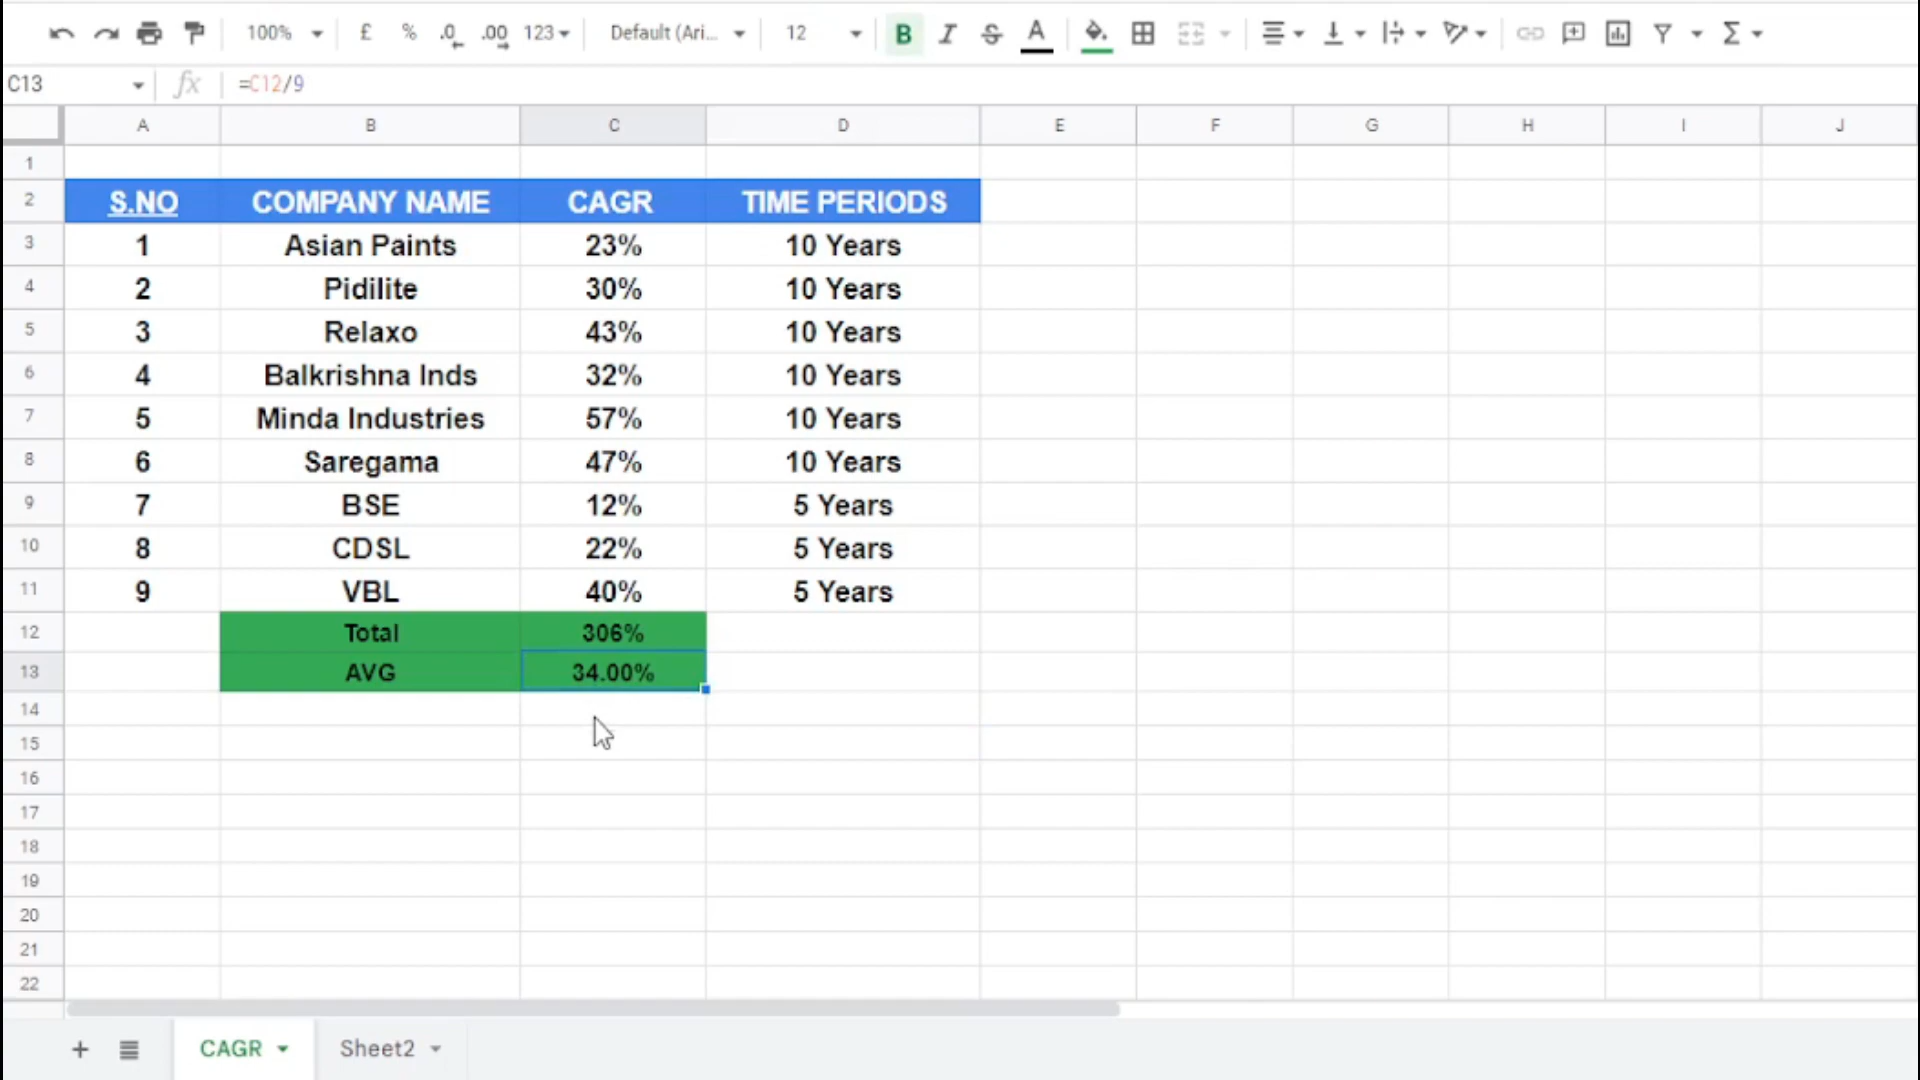 100% £ % .0 .00 123 Default (Ari... 12 B I S A Σ
C13 fx =C12/9
A B C D E F G H I J
1
2 S.NO COMPANY NAME CAGR TIME PERIODS
3 1 Asian Paints 23% 10 Years
4 2 Pidilite 30% 10 Years
5 3 Relaxo 43% 10 Years
6 4 Balkrishna Inds 32% 10 Years
7 5 Minda Industries 57% 10 Years
8 6 Saregama 47% 10 Years
9 7 BSE 12% 5 Years
10 8 CDSL 22% 5 Years
11 9 VBL 40% 5 Years
12 Total 306%
13 AVG 34.00%
14
15
16
17
18
19
20
21
22
+ CAGR Sheet2